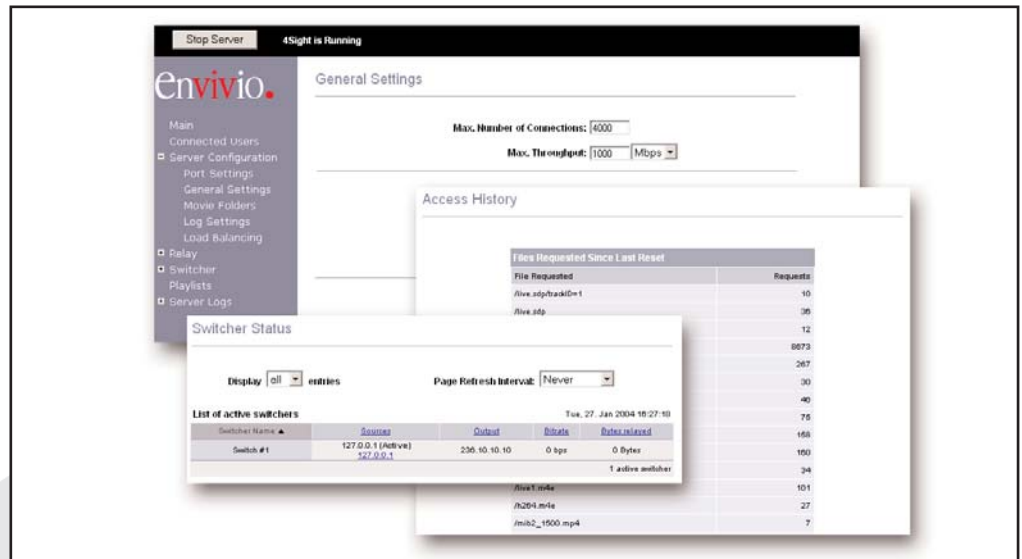 Stop Server
4Sight is Running
envivio.
Main
Connected Users
Server Configuration
Port Settings
General Settings
Movie Folders
Log Settings
Load Balancing
Relay
Switcher
Playlists
Server Logs
General Settings
Max. Number of Connections: 4000
Max. Throughput: 1000 Mbps
Access History
Files Requested Since Last Reset
File Requested Requests
/live.sdp/trackID=1 10
/live.sdp 36
12
8673
267
30
46
75
158
160
34
/live1.m4e 101
/h264.m4e 27
/mib2_1500.mp4 7
Switcher Status
Display all entries
Page Refresh Interval: Never
List of active switchers
Tue, 27. Jan 2004 16:27:18
Switcher Name Sources Output Bitrate Bytes relayed
Switch #1 127.0.0.1 (Active) 236.10.10.10 0 bps 0 Bytes
127.0.0.1
1 active switcher